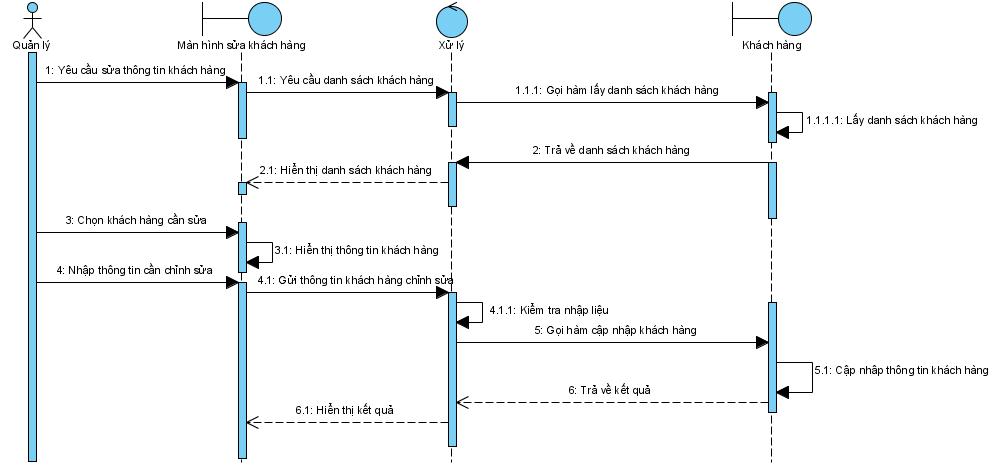 Quản lý
Màn hình sửa khách hàng
Xử lý
Khách hàng
1: Yêu cầu sửa thông tin khách hàng
1.1: Yêu cầu danh sách khách hàng
1.1.1: Gọi hàm lấy danh sách khách hàng
1.1.1.1: Lấy danh sách khách hàng
2: Trả về danh sách khách hàng
2.1: Hiển thị danh sách khách hàng
3: Chọn khách hàng cần sửa
3.1: Hiển thị thông tin khách hàng
4: Nhập thông tin cần chỉnh sửa
4.1: Gửi thông tin khách hàng chỉnh sửa
4.1.1: Kiểm tra nhập liệu
5: Gọi hàm cập nhập khách hàng
5.1: Cập nhâp thông tin khách hàng
6: Trả về kết quả
6.1: Hiển thị kết quả